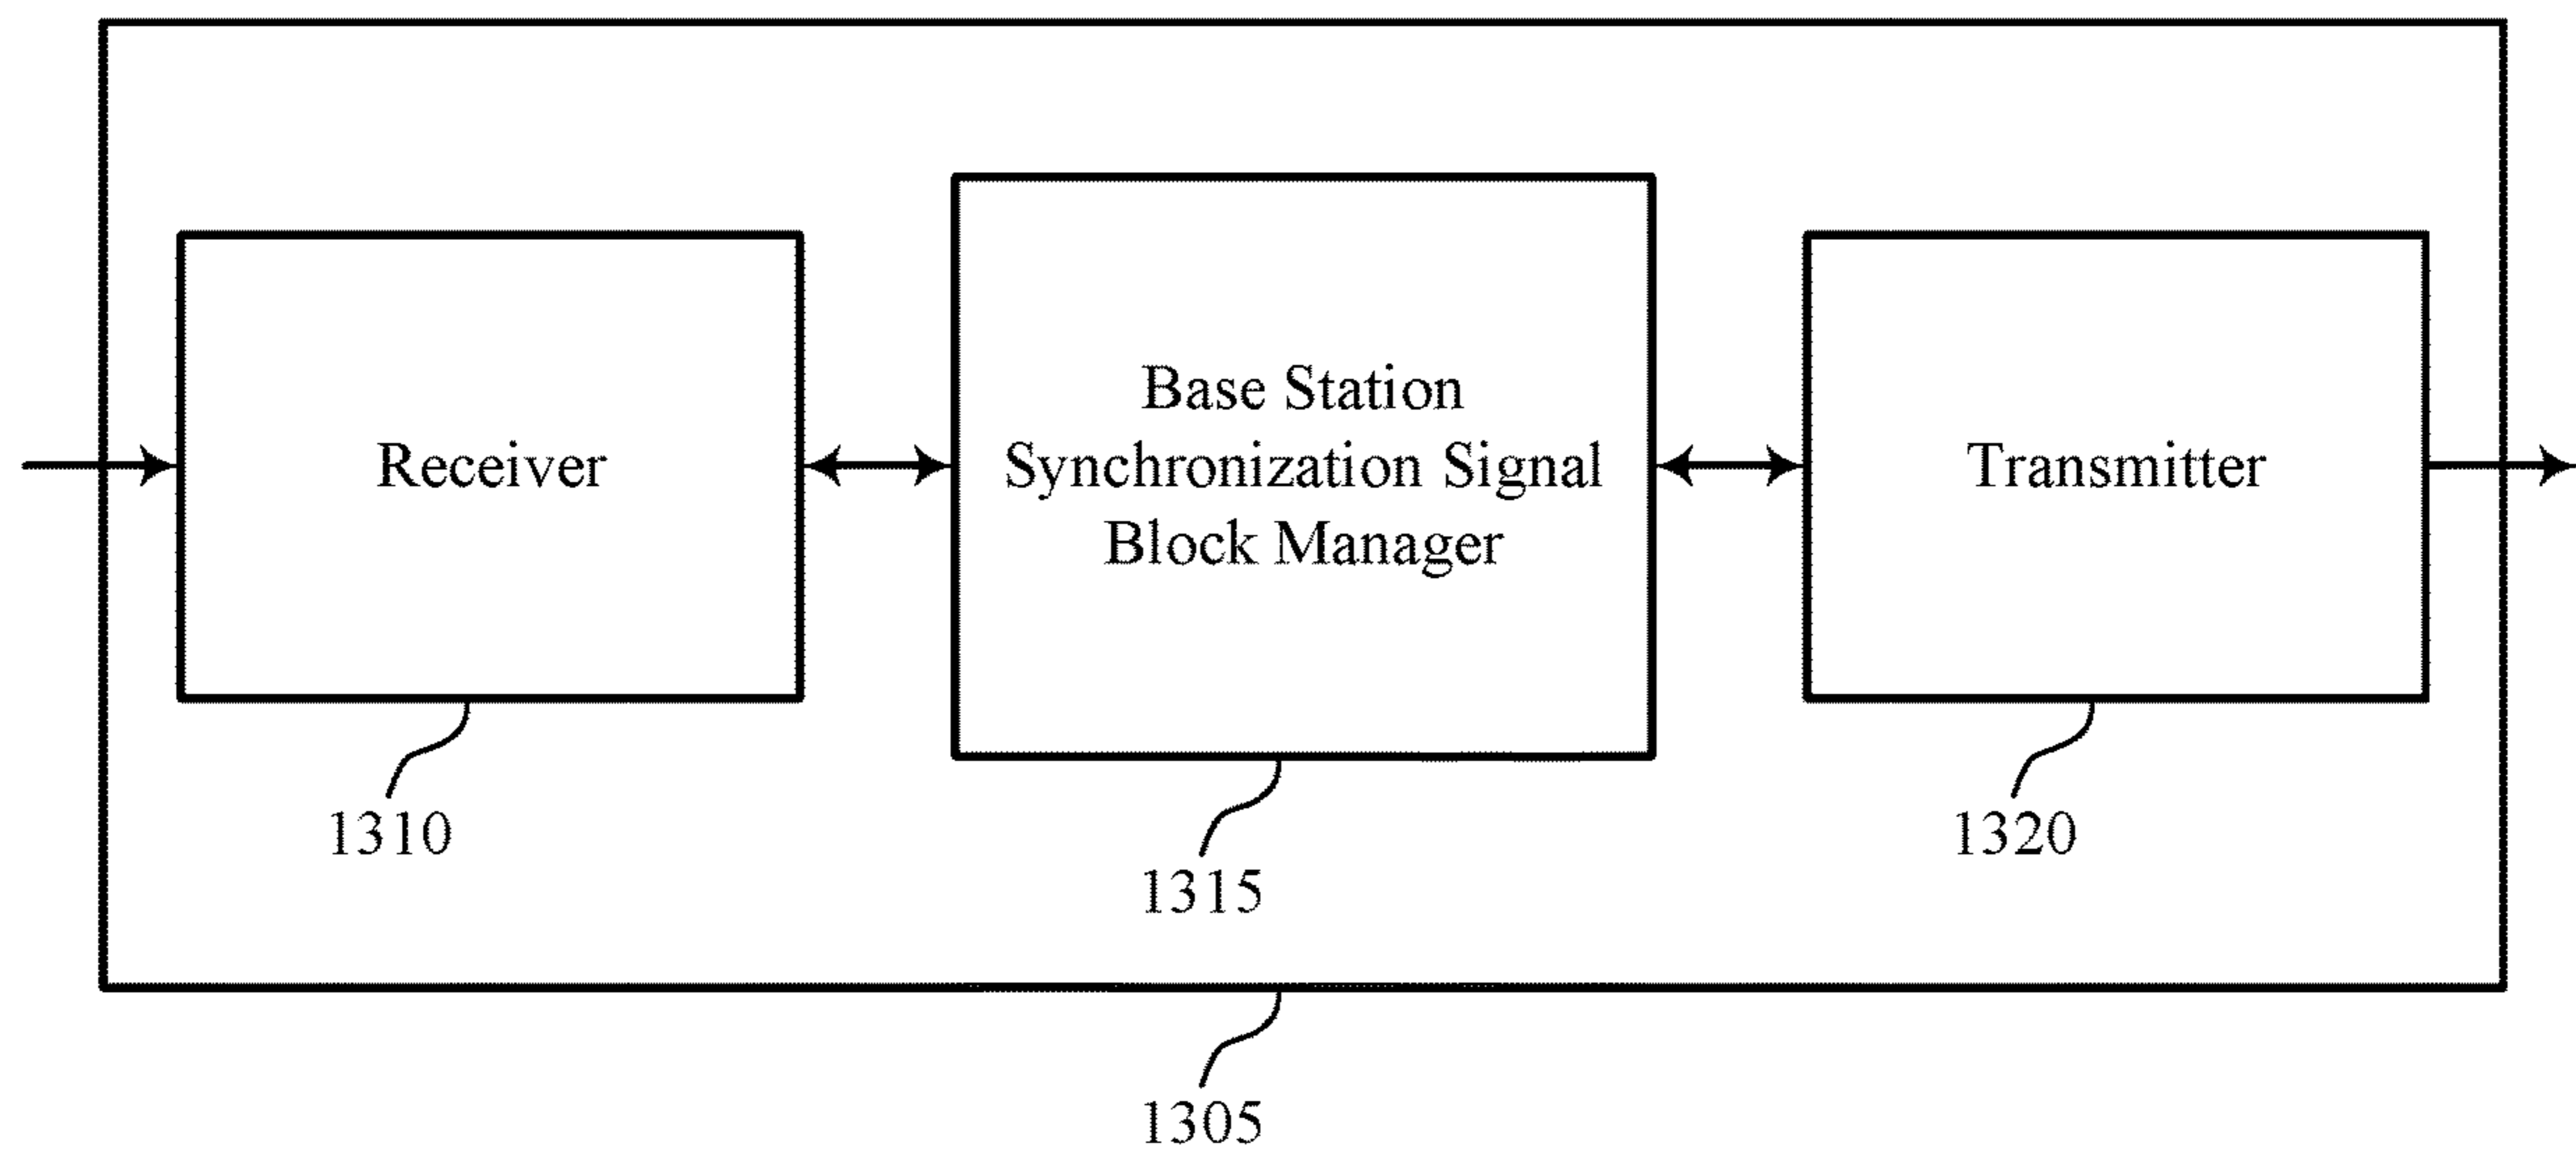 Receiver
Base Station
Synchronization Signal
Block Manager
Transmitter
1310
1315
1320
1305